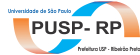 Universidade de São Paulo
PUSP-RP
Prefeitura USP - Ribeirão Preto